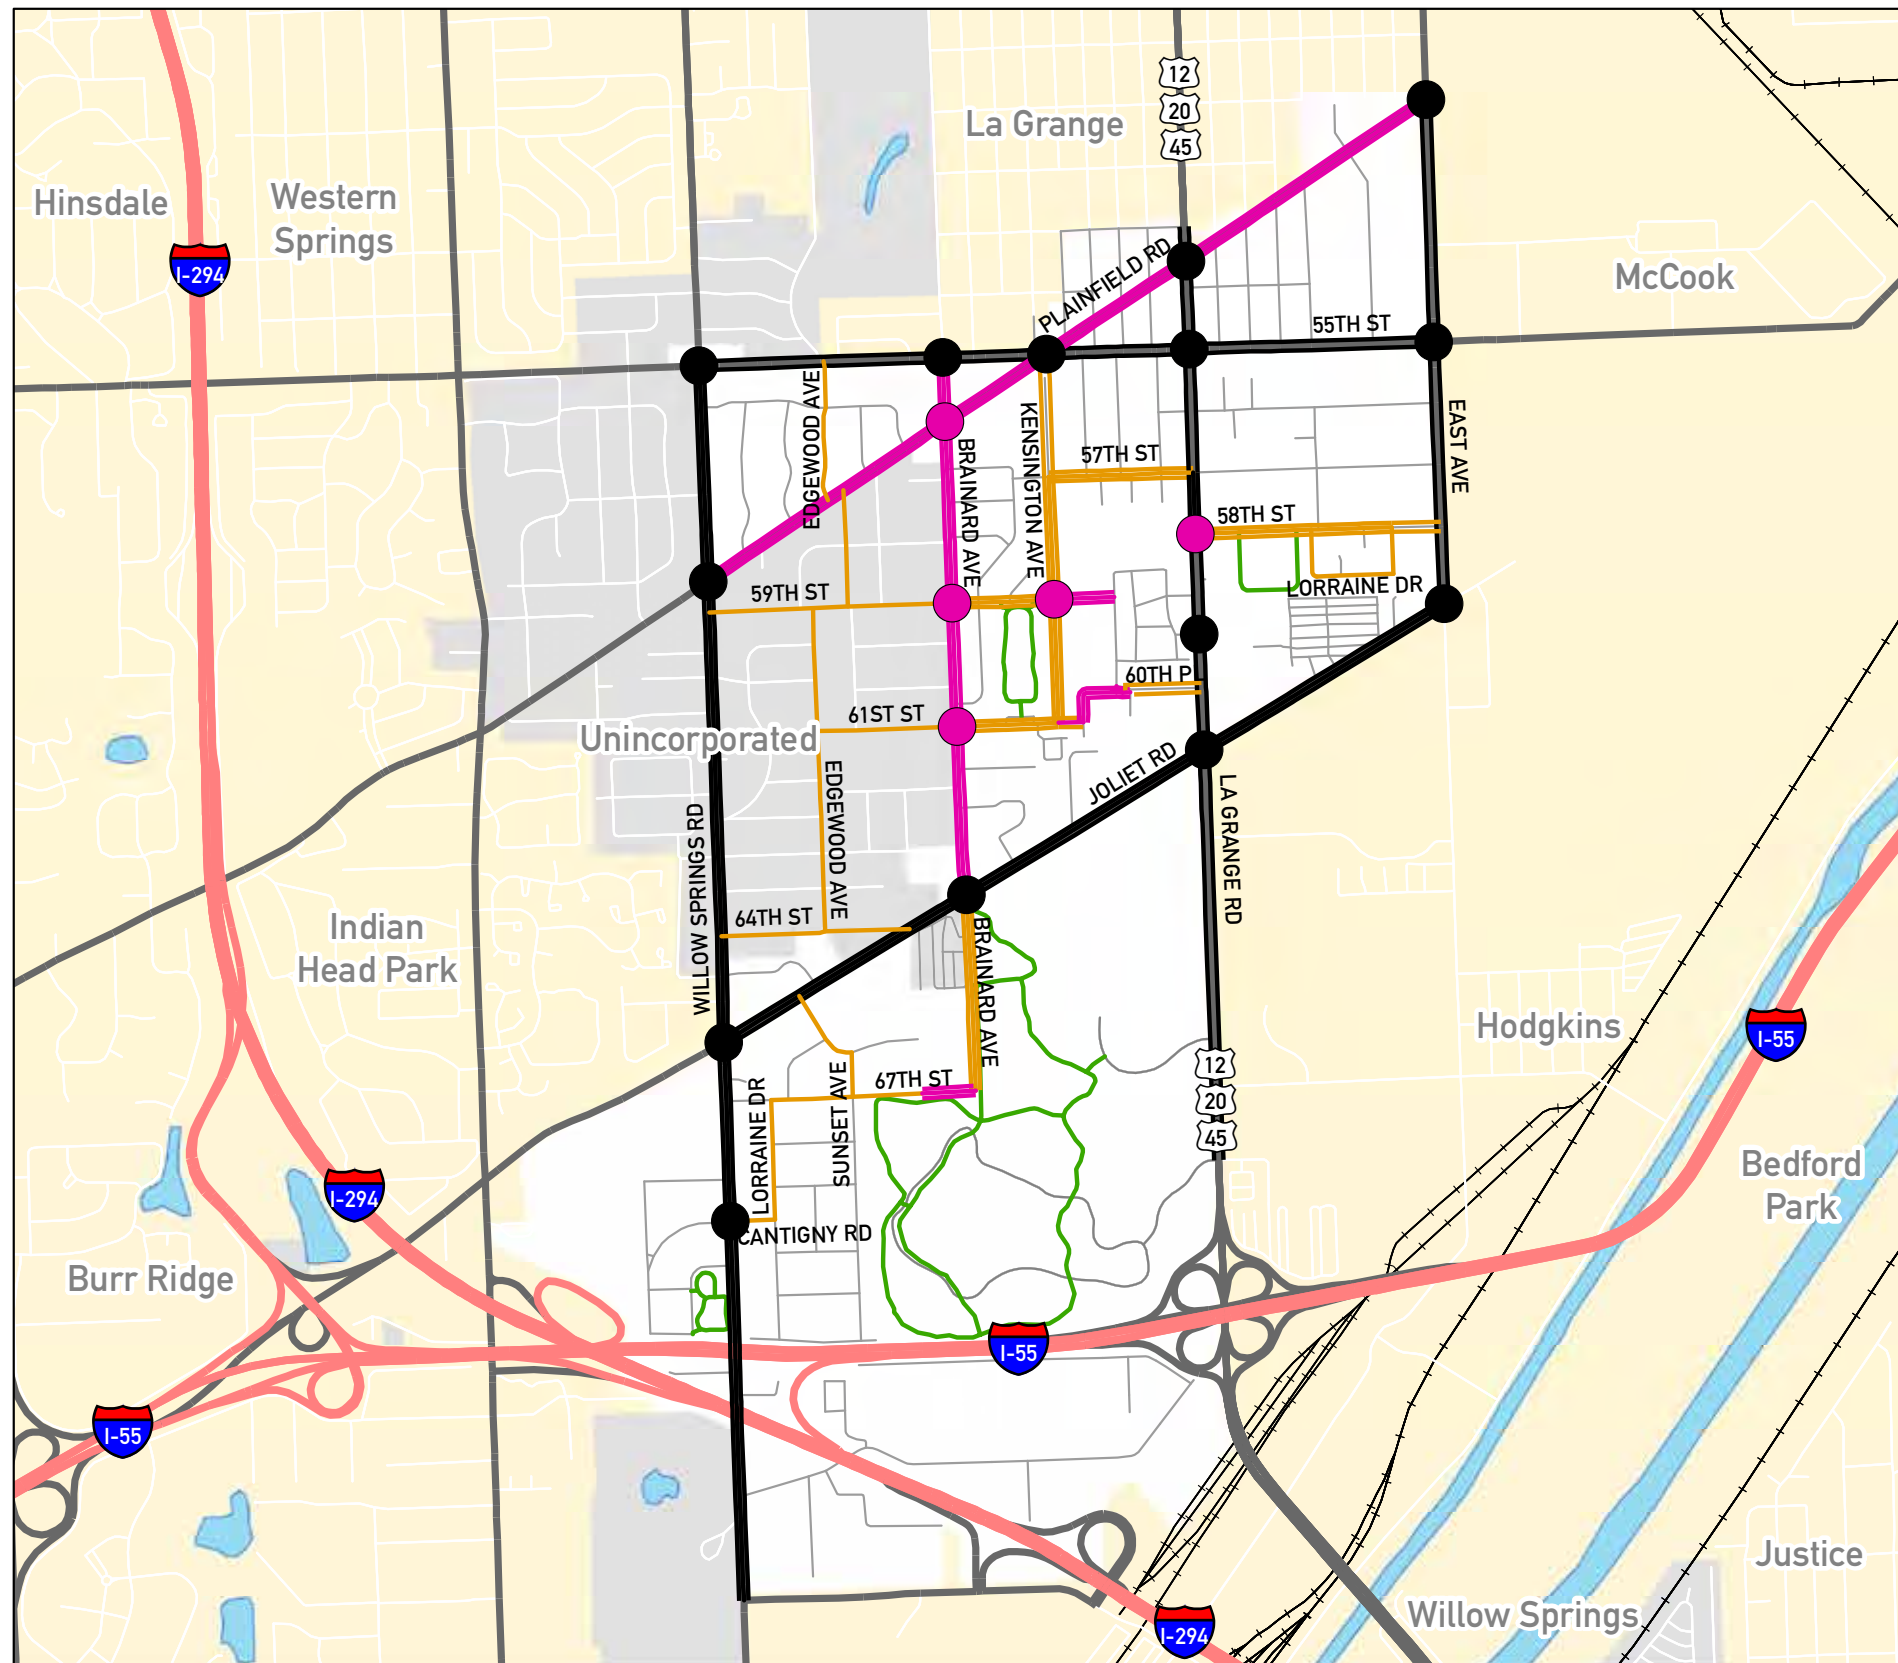 12
20
45
La Grange
Hinsdale
Western
Springs
I-294
McCook
PLAINFIELD RD
55TH ST
EDGEWOOD AVE
BRAINARD AVE
KENSINGTON AVE
57TH ST
EAST AVE
58TH ST
59TH ST
LORRAINE DR
60TH P
61ST ST
Unincorporated
JOLIET RD
EDGEWOOD AVE
WILLOW SPRINGS RD
LA GRANGE RD
64TH ST
Indian
Head Park
BRAINARD AVE
Hodgkins
I-55
12
20
45
67TH ST
LORRAINE DR
SUNSET AVE
Bedford
Park
I-294
CANTIGNY RD
Burr Ridge
I-55
I-55
Justice
Willow Springs
I-294